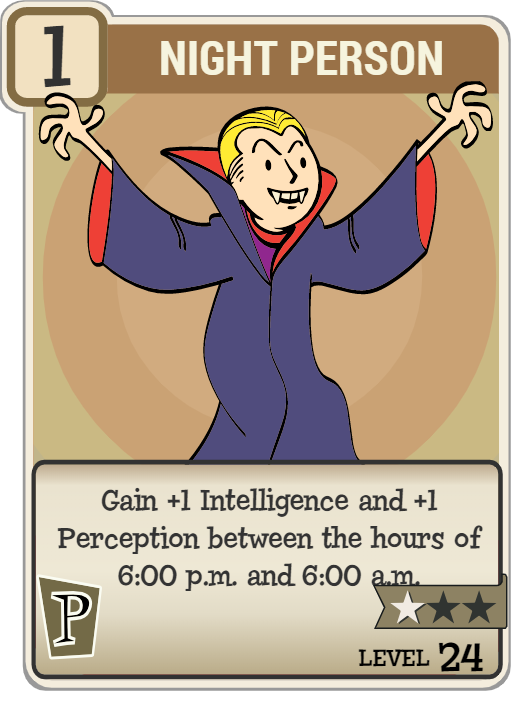 1
NIGHT PERSON
Gain +1 Intelligence and +1
Perception between the hours of
6:00 p.m. and 6:00 a.m.
P
LEVEL 24